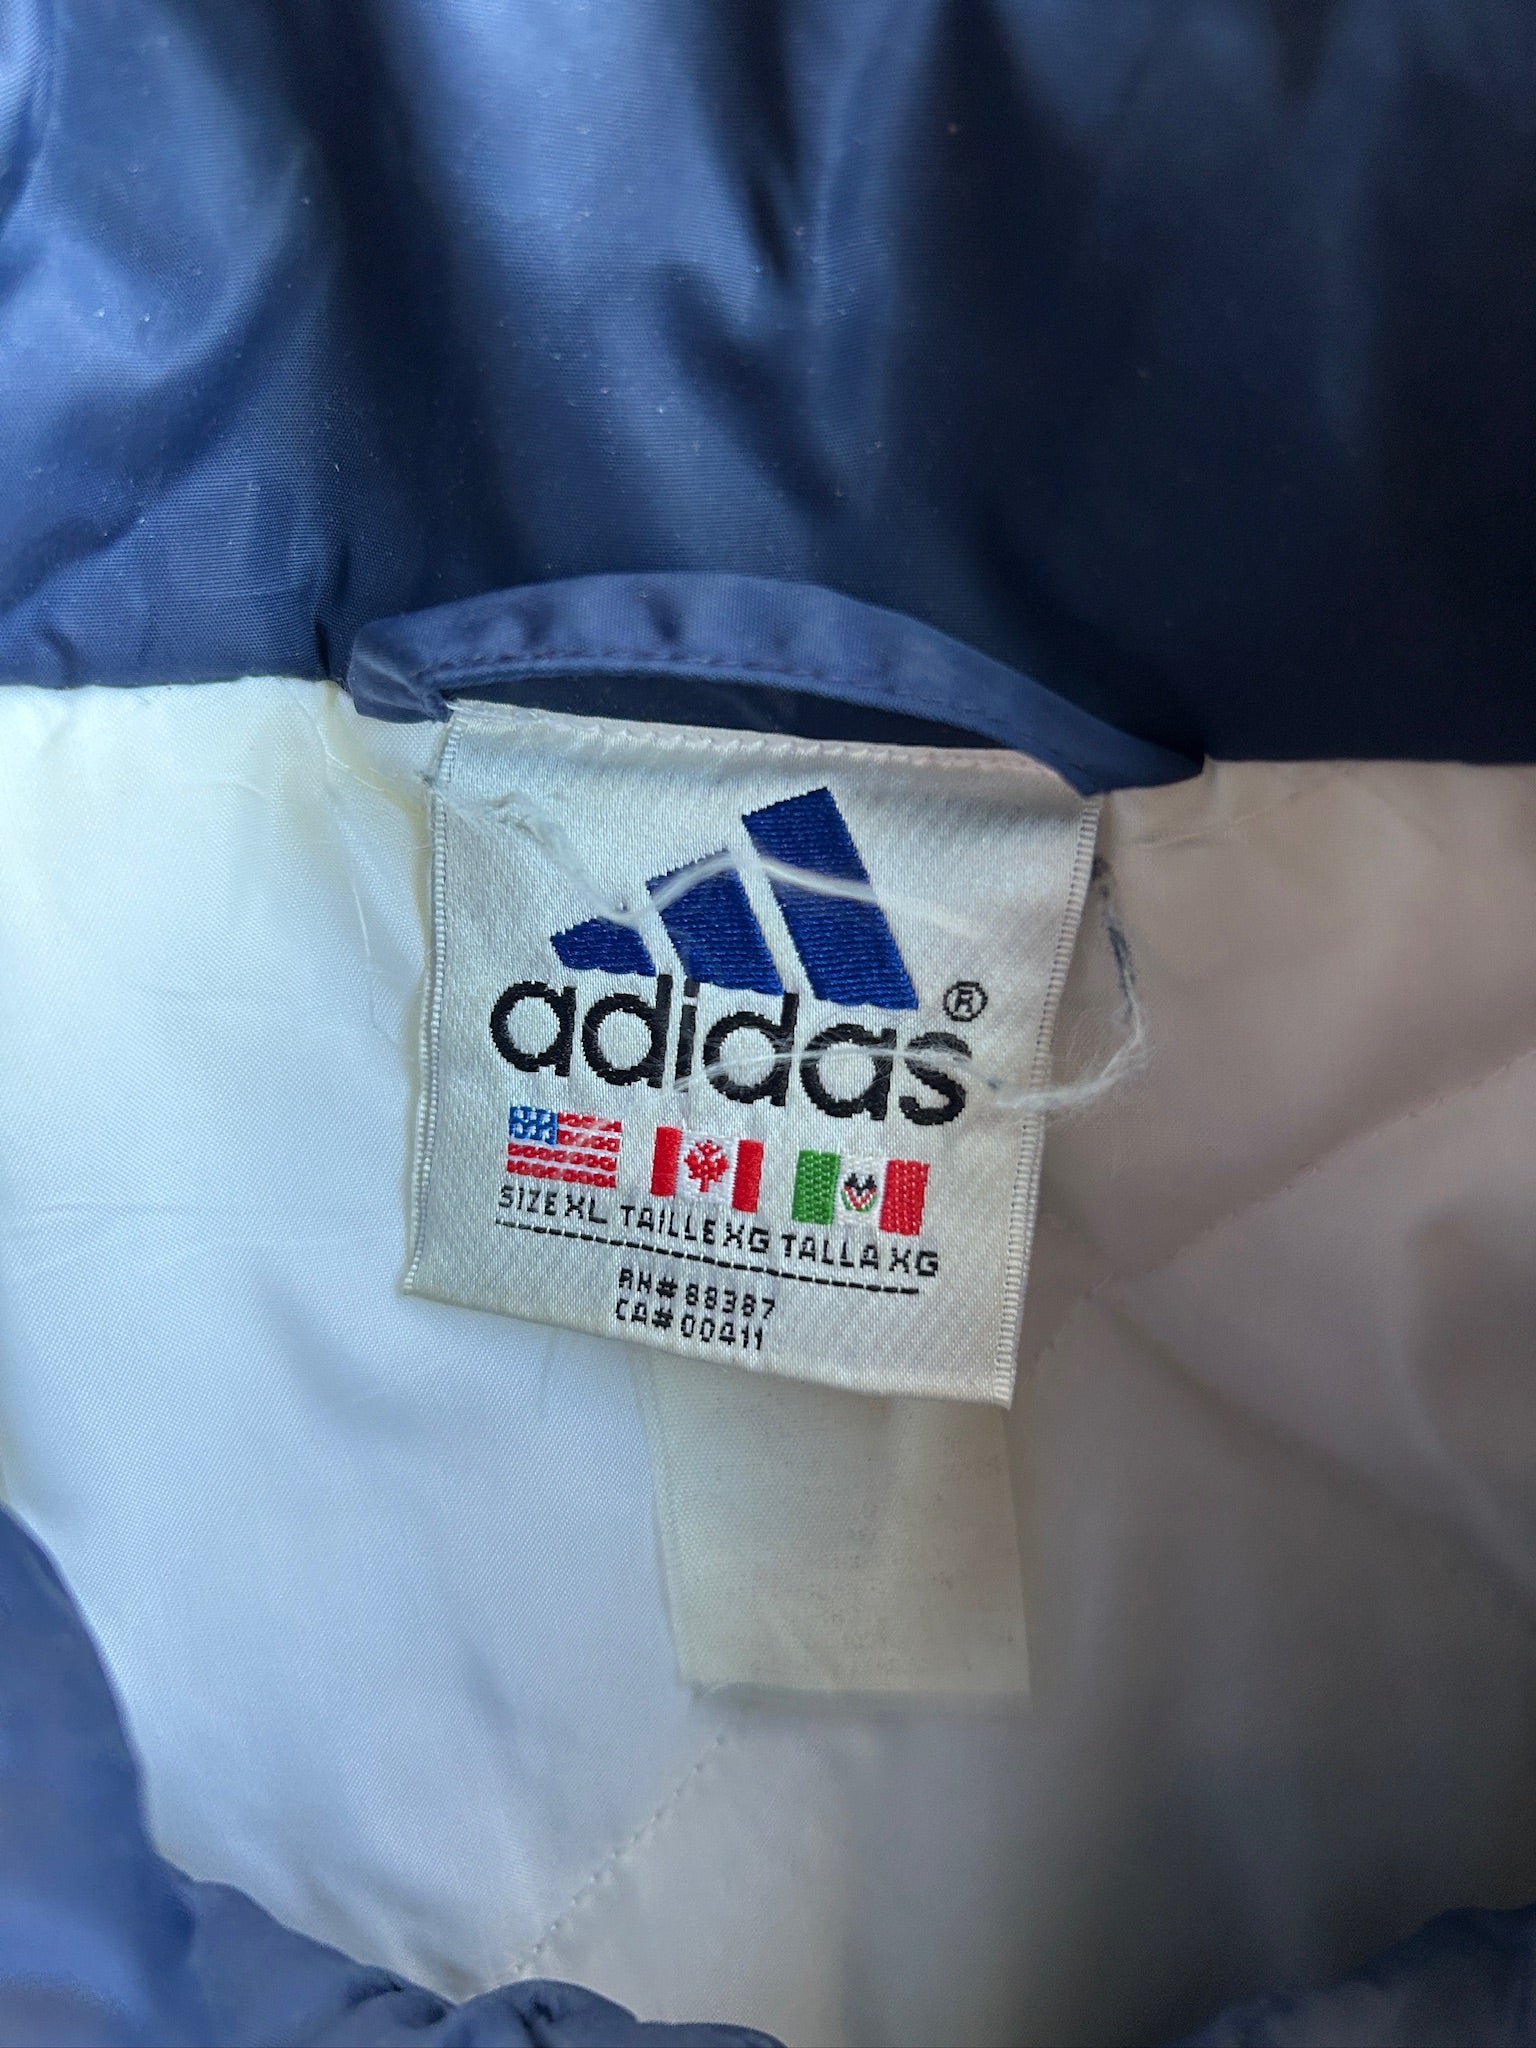 adidas®
SIZE XL TAILLE XG TALLA XG
RN# 88387
CA# 00411